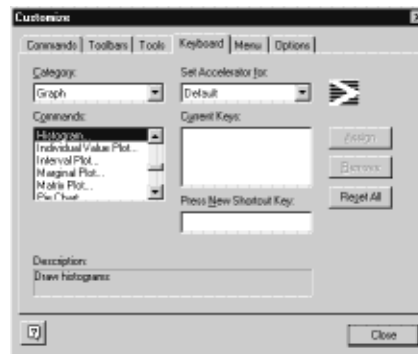 Customize
Commands Toolbars Tools Keyboard Menu Options
Category:
Graph
Set Accelerator for:
Default
Commands:
Histogram...
Individual Value Plot...
Interval Plot...
Marginal Plot...
Matrix Plot...
Pie Chart...
Current Keys:
Assign
Remove
Reset All
Press New Shortcut Key:
Description:
Draw histograms
Close